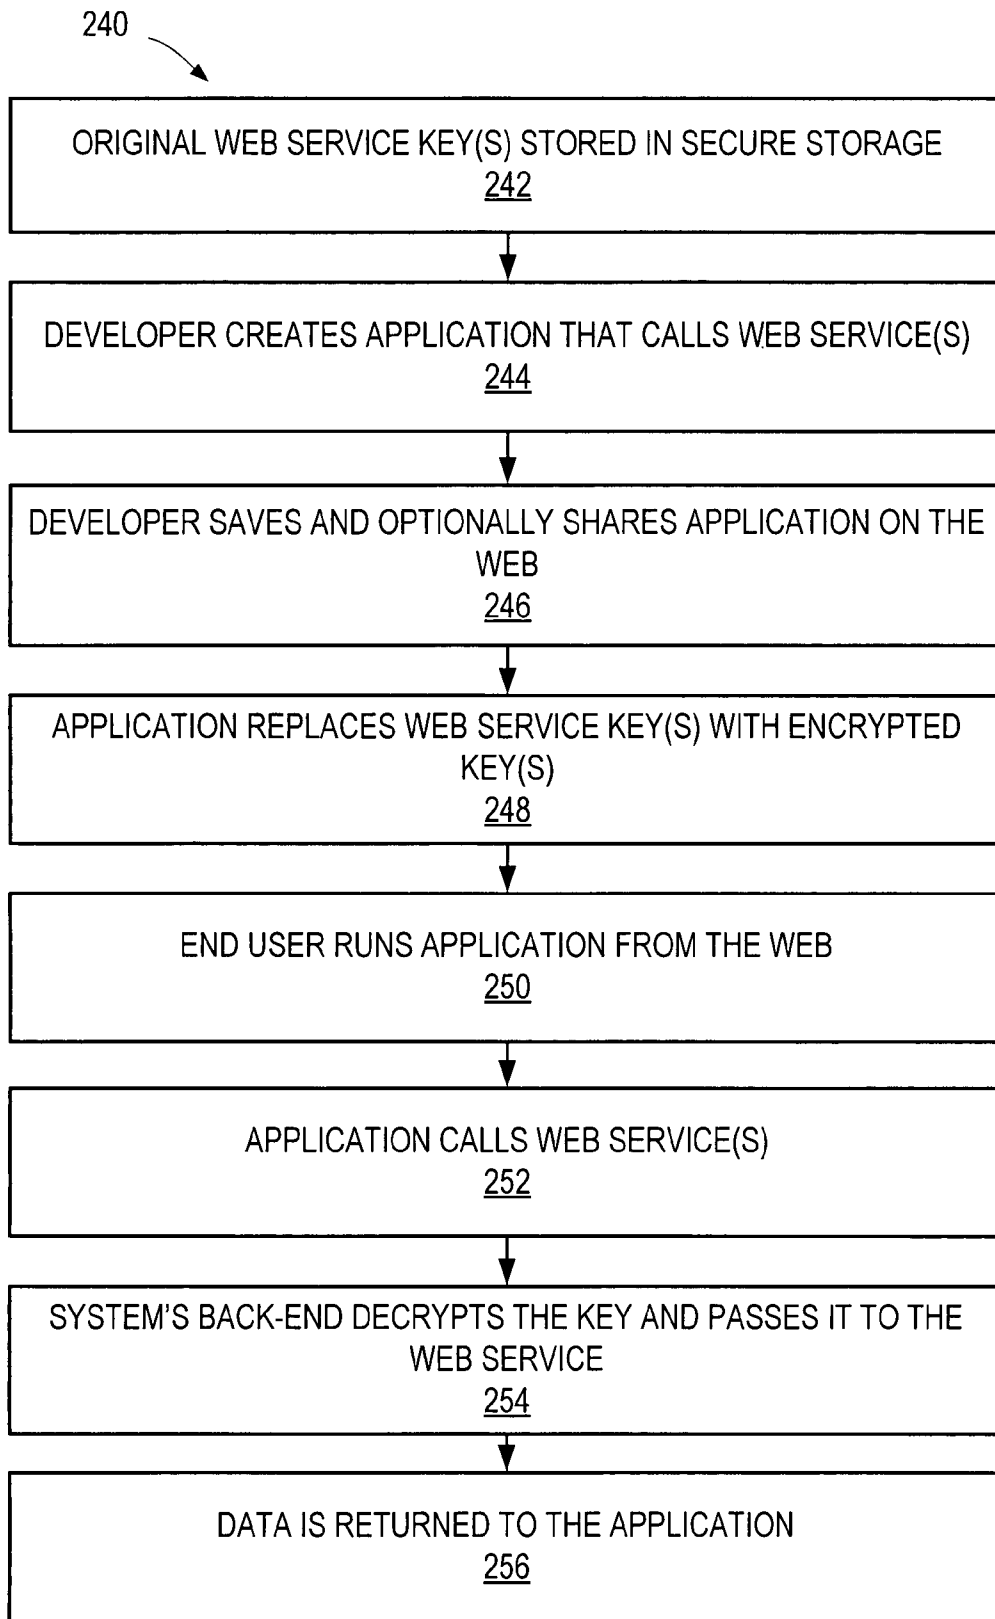 240
ORIGINAL WEB SERVICE KEY(S) STORED IN SECURE STORAGE
242
DEVELOPER CREATES APPLICATION THAT CALLS WEB SERVICE(S)
244
DEVELOPER SAVES AND OPTIONALLY SHARES APPLICATION ON THE
WEB
246
APPLICATION REPLACES WEB SERVICE KEY(S) WITH ENCRYPTED
KEY(S)
248
END USER RUNS APPLICATION FROM THE WEB
250
APPLICATION CALLS WEB SERVICE(S)
252
SYSTEM'S BACK-END DECRYPTS THE KEY AND PASSES IT TO THE
WEB SERVICE
254
DATA IS RETURNED TO THE APPLICATION
256